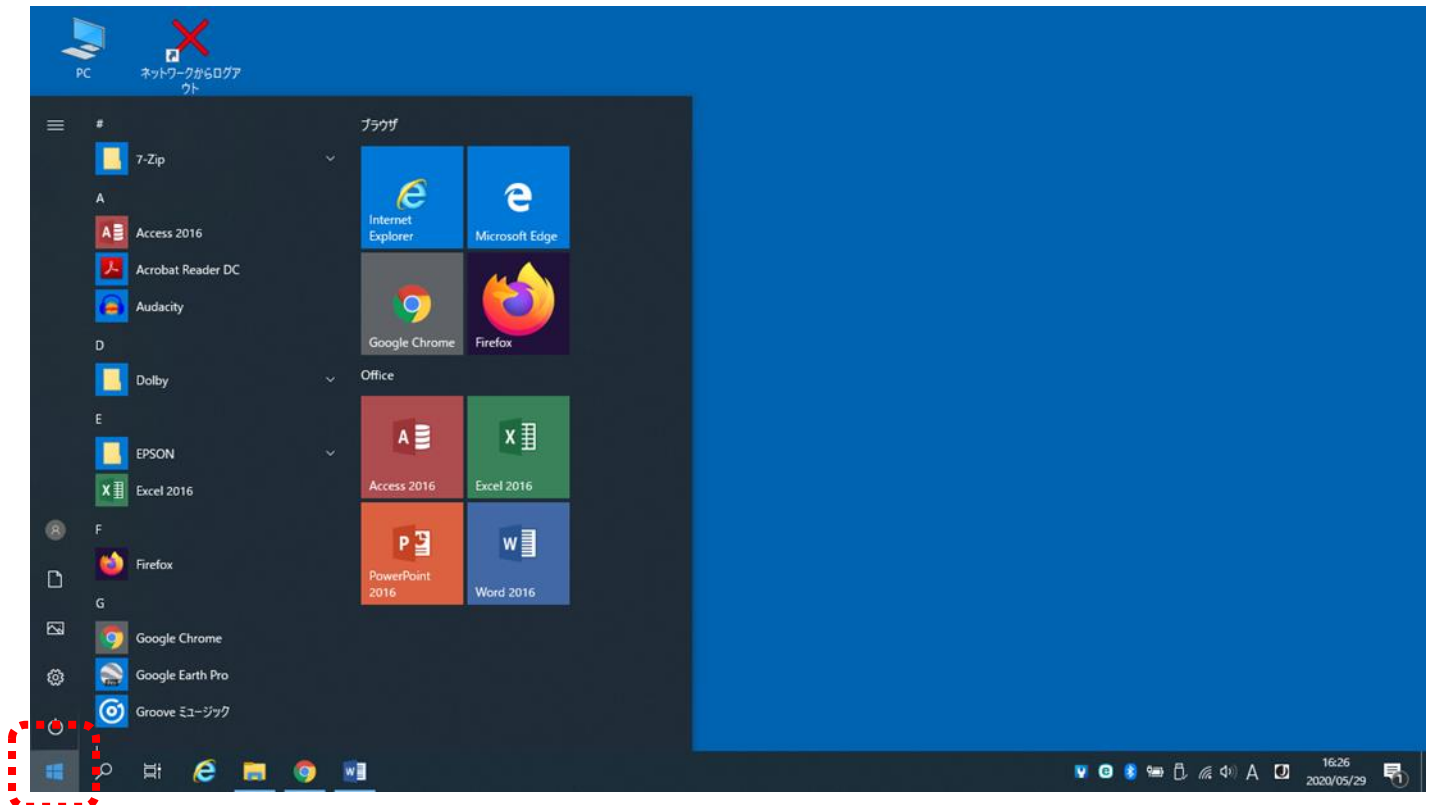 PC
ネットワークからログア
ウト
#
7-Zip
A
Access 2016
Acrobat Reader DC
Audacity
D
Dolby
E
EPSON
Excel 2016
F
Firefox
G
Google Chrome
Google Earth Pro
Groove ミュージック
ブラウザ
Internet
Explorer
Microsoft Edge
Google Chrome
Firefox
Office
Access 2016
Excel 2016
PowerPoint
2016
Word 2016
A
16:26
2020/05/29
1